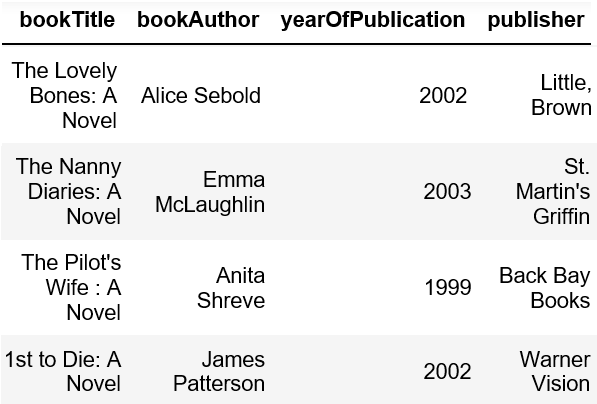 bookTitle bookAuthor yearOfPublication publisher
The Lovely
Bones: A
Novel
Alice Sebold
2002
Little,
Brown
The Nanny
Diaries: A
Novel
Emma
McLaughlin
2003
St.
Martin's
Griffin
The Pilot's
Wife : A
Novel
Anita
Shreve
1999
Back Bay
Books
1st to Die: A
Novel
James
Patterson
2002
Warner
Vision